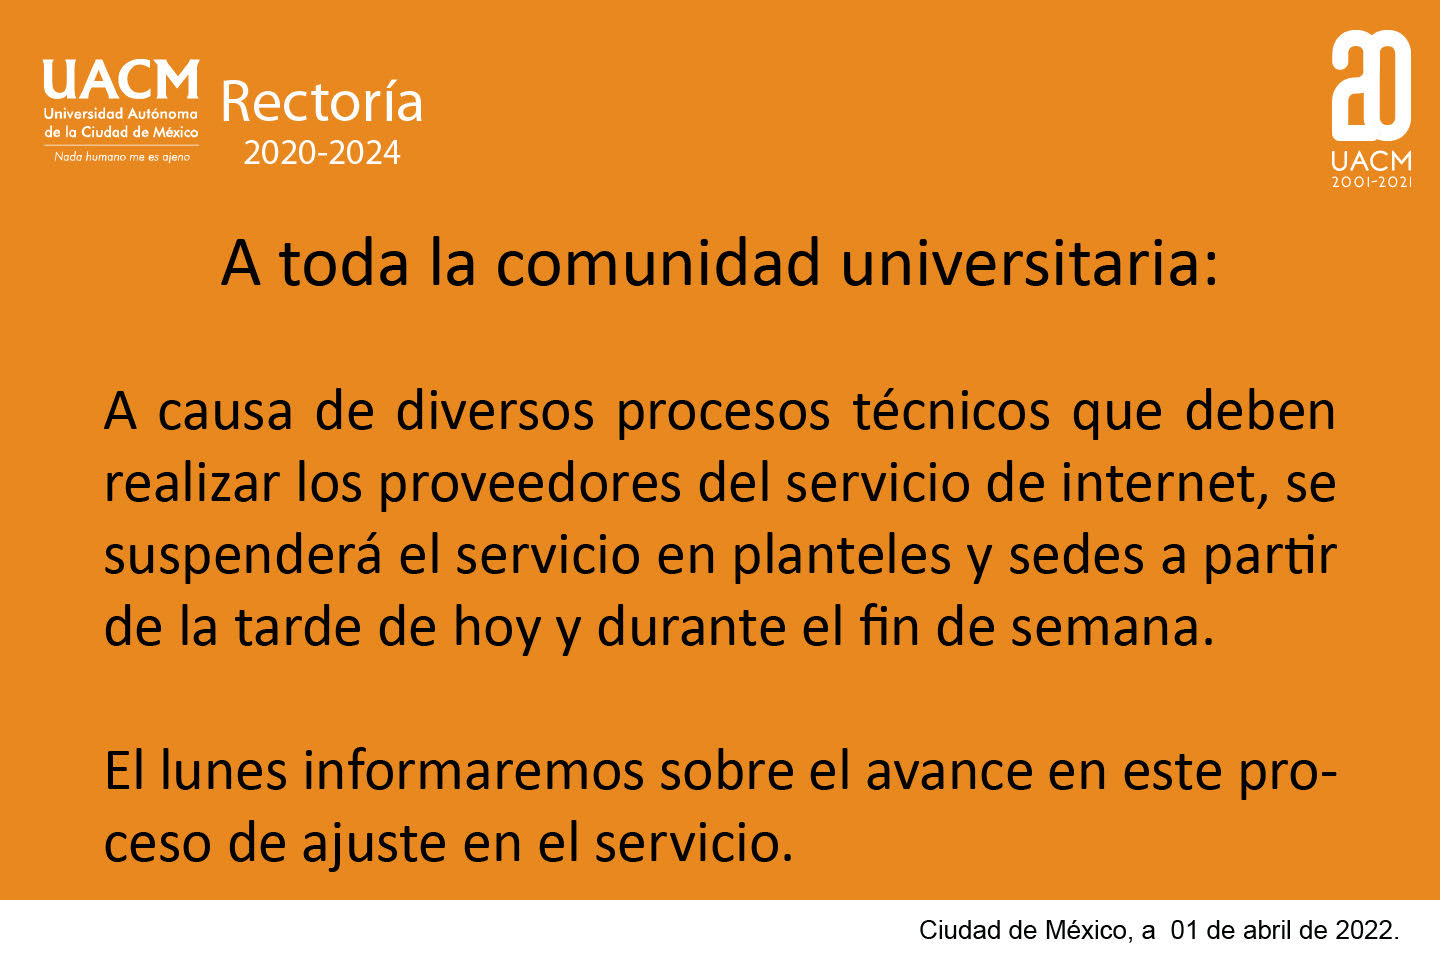 UACM
Universidad Autónoma
de la Ciudad de México
Nada humano me es ajeno
Rectoría
2020-2024
20
UACM
2001-2021
A toda la comunidad universitaria:
A causa de diversos procesos técnicos que deben
realizar los proveedores del servicio de internet, se
suspenderá el servicio en planteles y sedes a partir
de la tarde de hoy y durante el fin de semana.
El lunes informaremos sobre el avance en este pro-
ceso de ajuste en el servicio.
Ciudad de México, a  01 de abril de 2022.